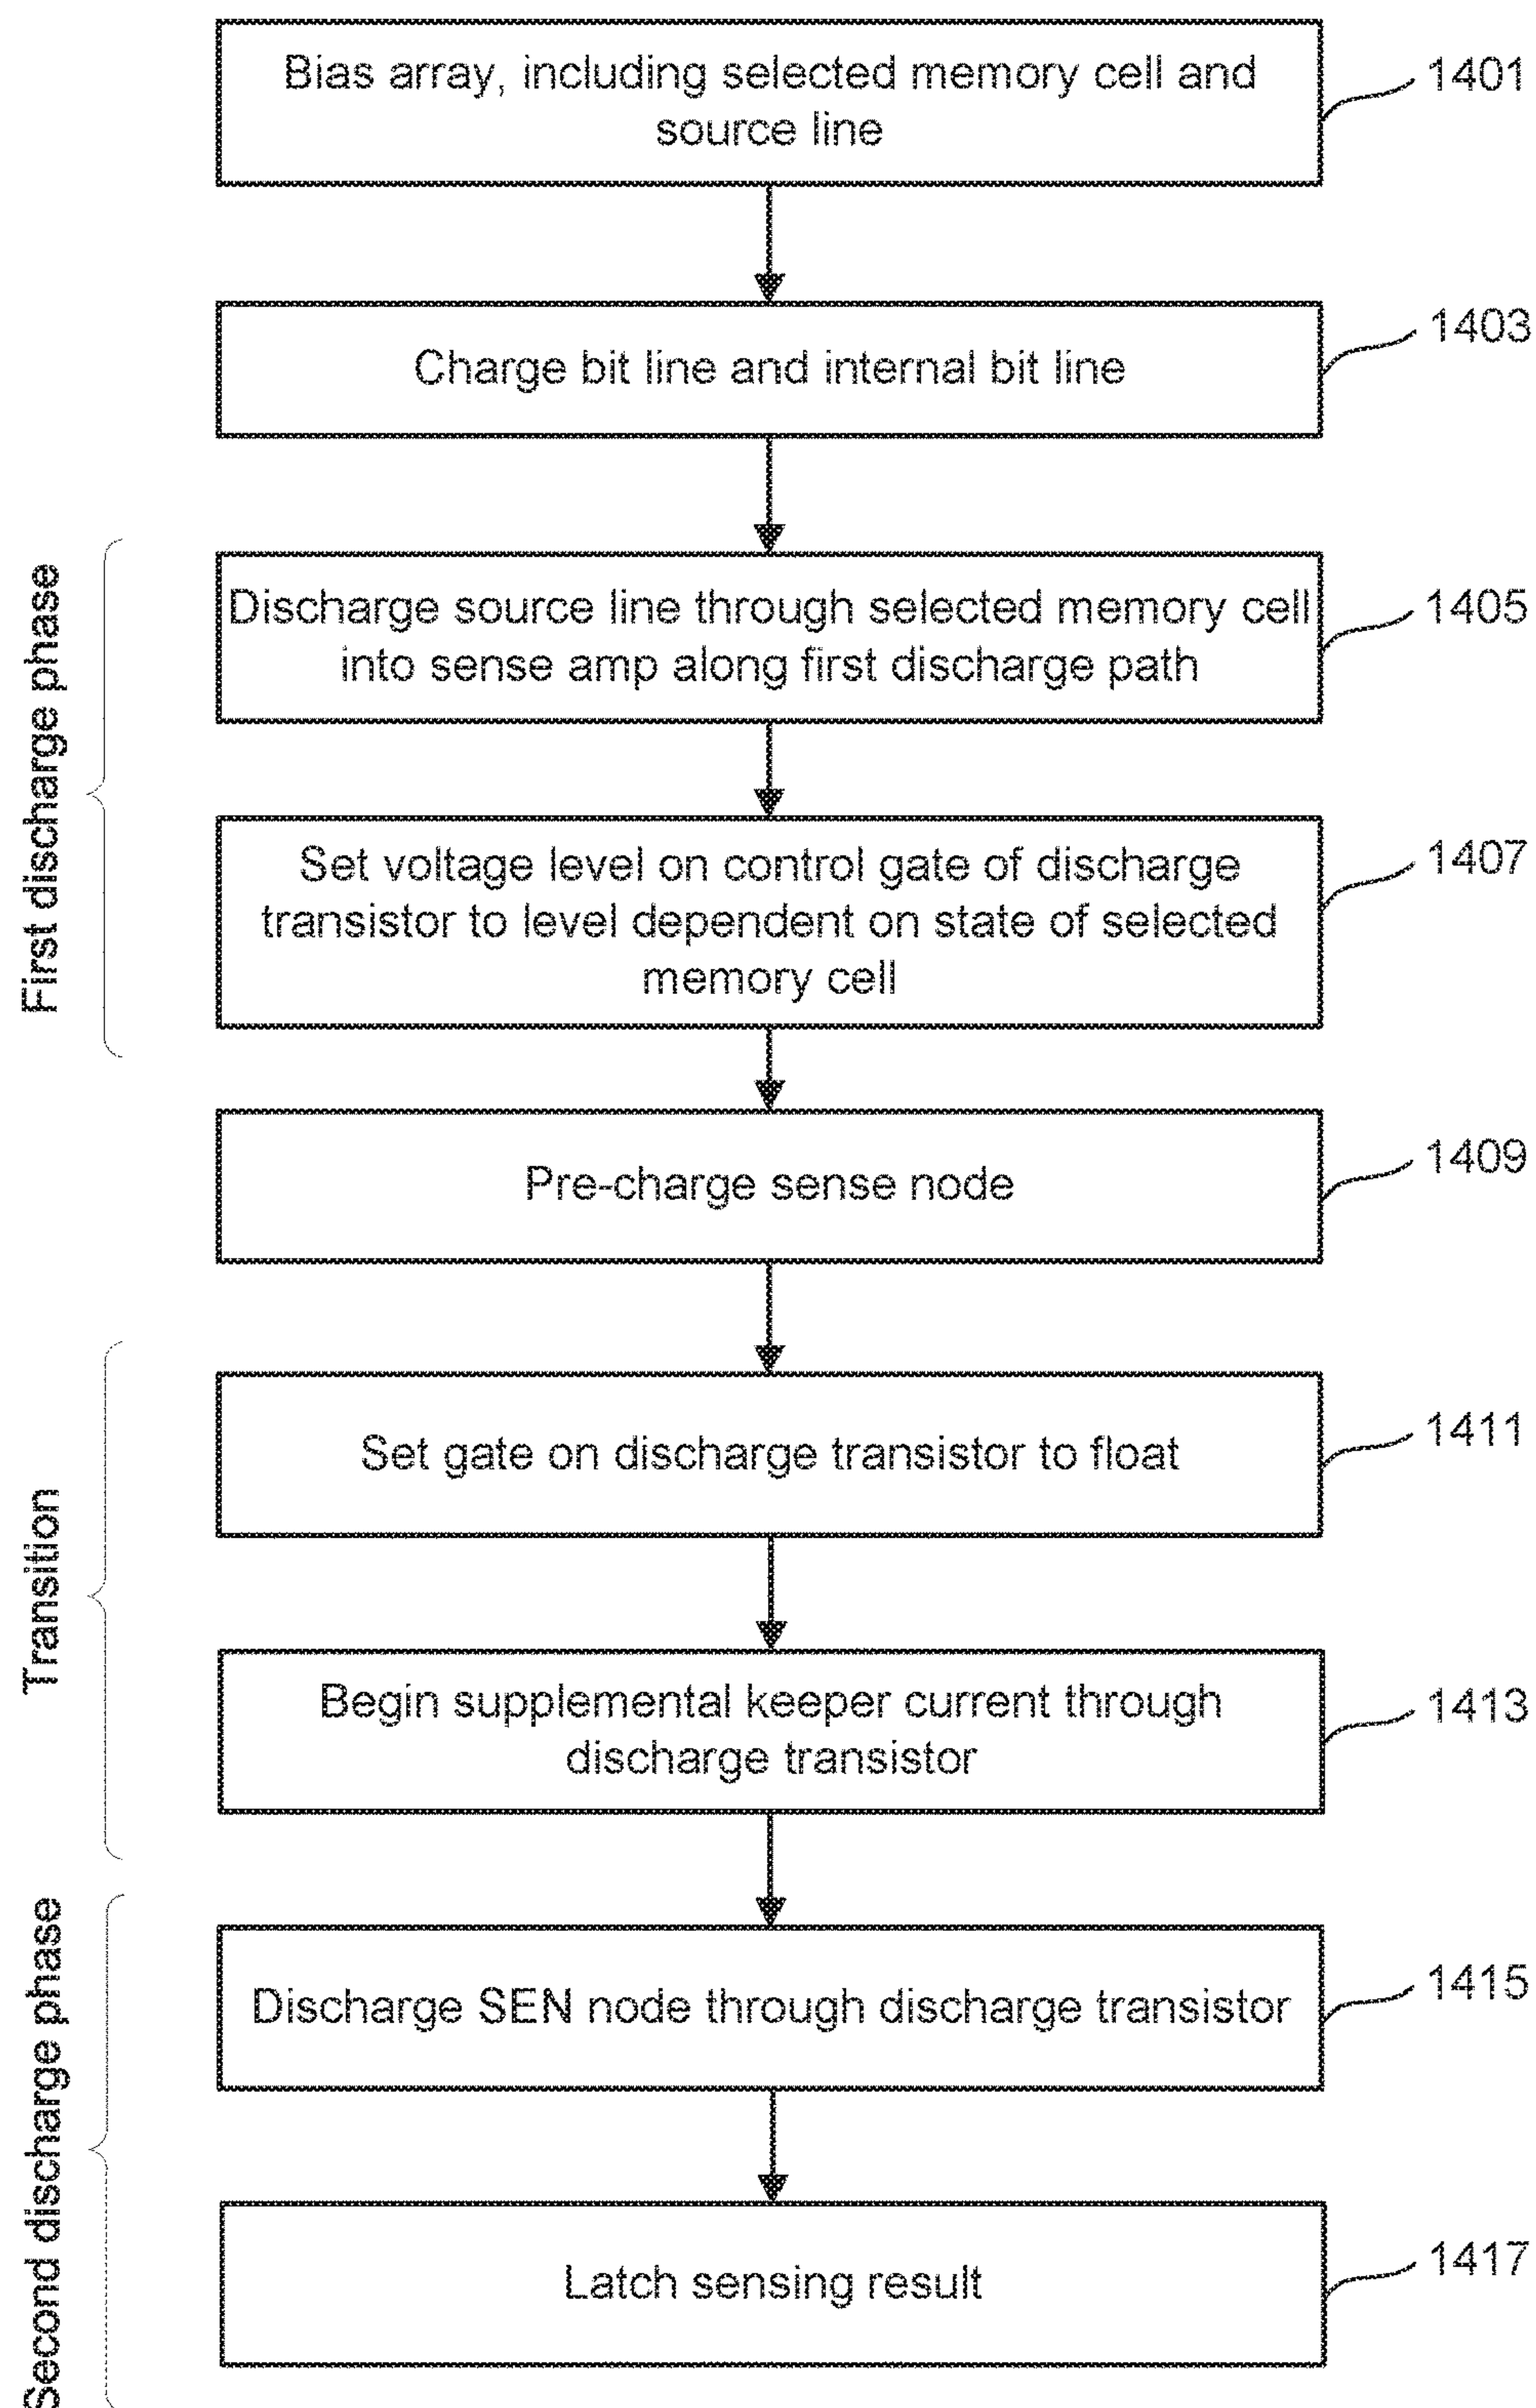 Bias array, including selected memory cell and
source line
1401
Charge bit line and internal bit line
1403
First discharge phase
Discharge source line through selected memory cell
into sense amp along first discharge path
1405
Set voltage level on control gate of discharge
transistor to level dependent on state of selected
memory cell
1407
Pre-charge sense node
1409
Transition
Set gate on discharge transistor to float
1411
Begin supplemental keeper current through
discharge transistor
1413
Second discharge phase
Discharge SEN node through discharge transistor
1415
Latch sensing result
1417